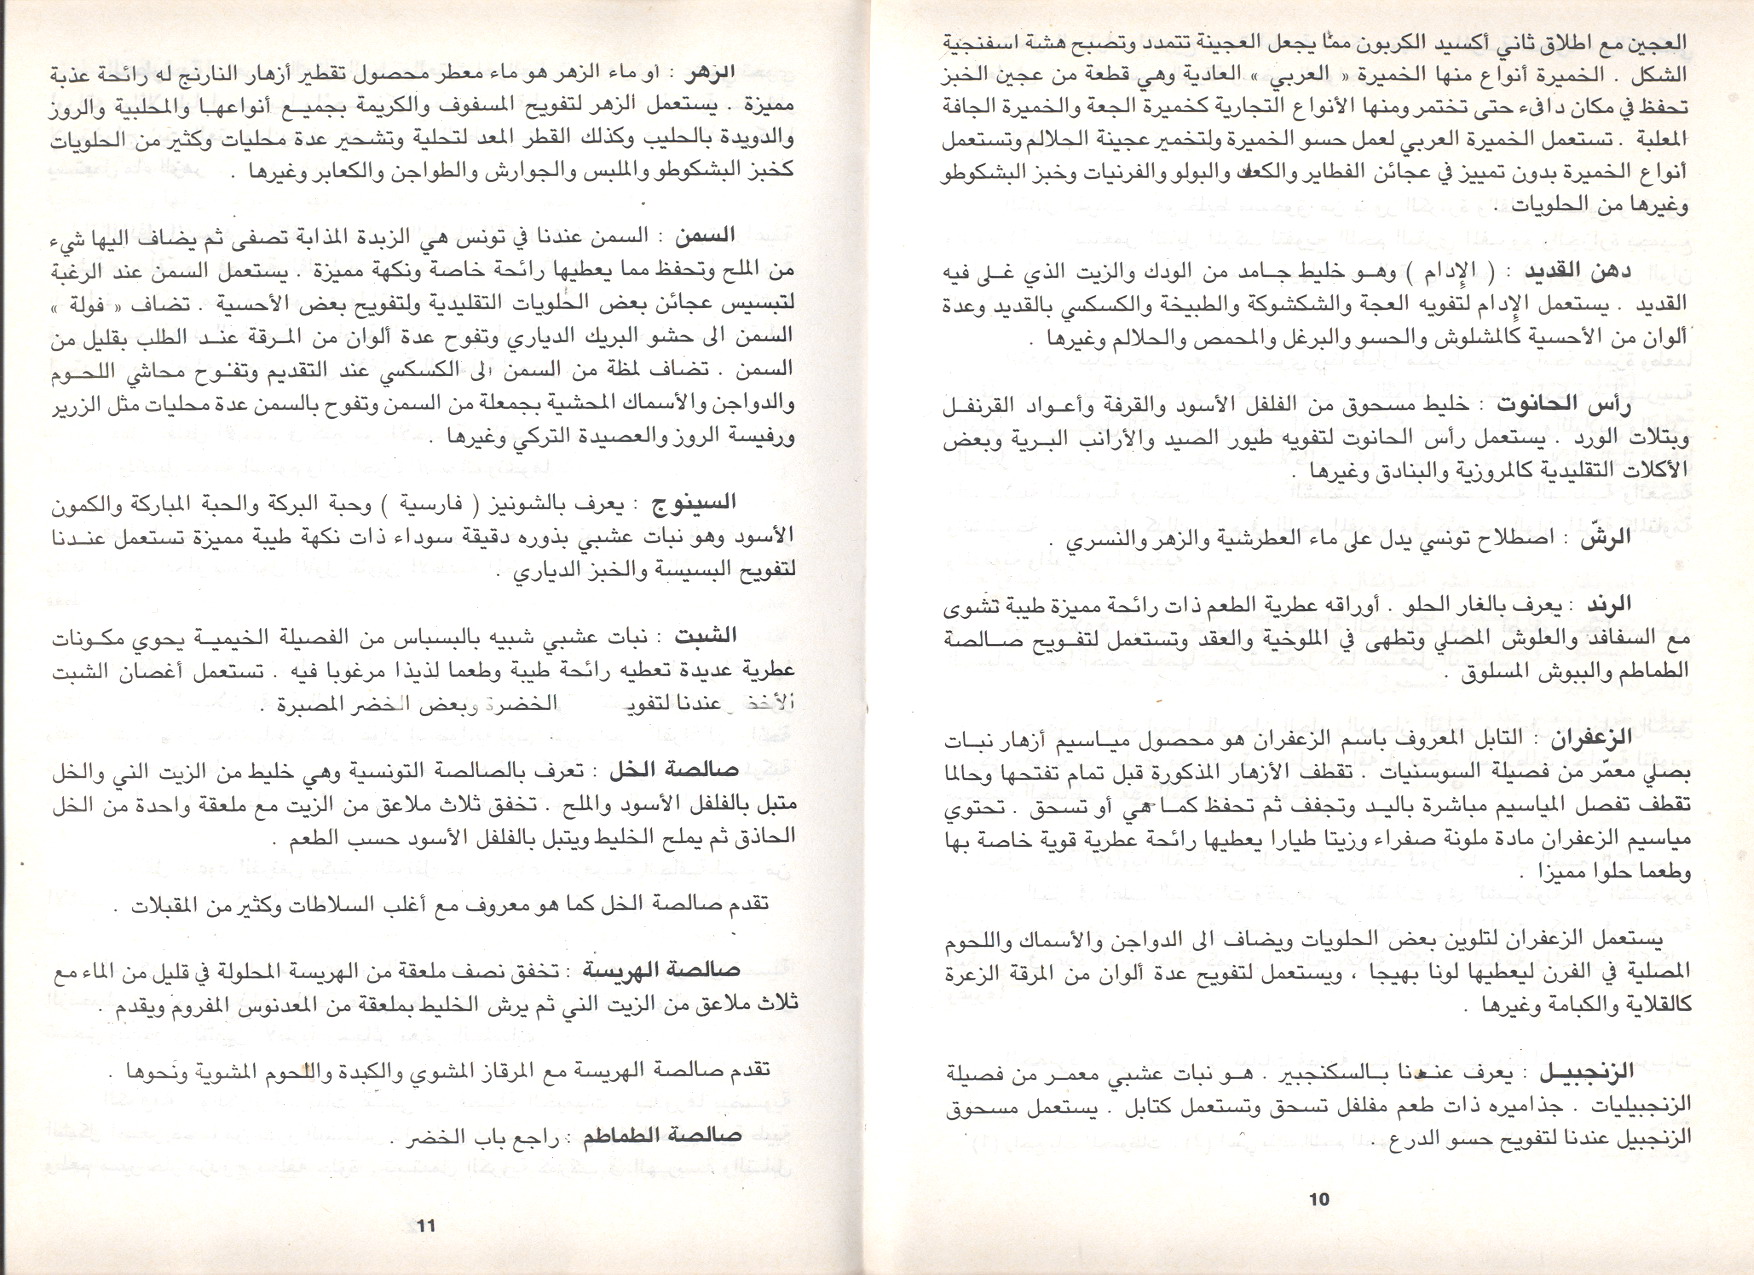 العجين مع اطلاق ثاني أكسيد الكربون ممّا يجعل العجينة تتمدد وتصبح هشة اسفنجية
الشكل . الخميرة أنواع منها الخميرة « العربي » العادية وهي قطعة من عجين الخبز
تحفظ في مكان دافىء حتى تختمر ومنها الأنواع التجارية كخميرة الجعة والخميرة الجافة
المعلبة . تستعمل الخميرة العربي لعمل حسو الخميرة ولتخمير عجينة الحلالم وتستعمل
أنواع الخميرة بدون تمييز في عجائن الفطاير والكعك والبولو والفرنيات وخبز البشكوطو
وغيرها من الحلويات .
دهن القديد : ( الإدام ) وهو خليط جامد من الودك والزيت الذي غلى فيه
القديد . يستعمل الإدام لتفويه العجة والشكشوكة والطبيخة والكسكسي بالقديد وعدة
ألوان من الأحسية كالمشلوش والحسو والبرغل والمحمص والحلالم وغيرها .
رأس الحانوت : خليط مسحوق من الفلفل الأسود والقرفة وأعواد القرنفل
وبتلات الورد . يستعمل رأس الحانوت لتفويه طيور الصيد والأرانب البرية وبعض
الأكلات التقليدية كالمروزية والبنادق وغيرها .
الرشّ : اصطلاح تونسي يدل على ماء العطرشية والزهر والنسري .
الرند : يعرف بالغار الحلو . أوراقه عطرية الطعم ذات رائحة مميزة طيبة تشوى
مع السفافد والعلوش المصلي وتطهى في الملوخية والعقد وتستعمل لتفويح صالصة
الطماطم والببوش المسلوق .
الزعفران : التابل المعروف باسم الزعفران هو محصول مياسيم أزهار نبات
بصلي معمّر من فصيلة السوسنيات . تقطف الأزهار المذكورة قبل تمام تفتحها وحالما
تقطف تفصل المياسيم مباشرة باليد وتجفف ثم تحفظ كما هي أو تسحق . تحتوي
مياسيم الزعفران مادة ملونة صفراء وزيتا طيارا يعطيها رائحة عطرية قوية خاصة بها
وطعما حلوا مميزا .
يستعمل الزعفران لتلوين بعض الحلويات ويضاف الى الدواجن والأسماك واللحوم
المصلية في الفرن ليعطيها لونا بهيجا ، ويستعمل لتفويح عدة ألوان من المرقة الزعرة
كالقلاية والكبامة وغيرها .
الزنجبيل : يعرف عندنا بالسكنجبير . هو نبات عشبي معمر من فصيلة
الزنجبيليات . جذاميره ذات طعم مفلفل تسحق وتستعمل كتابل . يستعمل مسحوق
الزنجبيل عندنا لتفويح حسو الدرع .
10
الزهر : او ماء الزهر هو ماء معطر محصول تقطير أزهار النارنج له رائحة عذبة
مميزة . يستعمل الزهر لتفويح المسفوف والكريمة بجميع أنواعها والمحلبية والروز
والدويدة بالحليب وكذلك القطر المعد لتحلية وتشحير عدة محليات وكثير من الحلويات
كخبز البشكوطو والملبس والجوارش والطواجن والكعابر وغيرها .
السمن : السمن عندنا في تونس هي الزبدة المذابة تصفى ثم يضاف اليها شيء
من الملح وتحفظ مما يعطيها رائحة خاصة ونكهة مميزة . يستعمل السمن عند الرغبة
لتبسيس عجائن بعض الحلويات التقليدية ولتفويح بعض الأحسية . تضاف « فولة »
السمن الى حشو البريك الدياري وتفوح عدة ألوان من المرقة عند الطلب بقليل من
السمن . تضاف لمظة من السمن الى الكسكسي عند التقديم وتفوح محاشي اللحوم
والدواجن والأسماك المحشية بجمعلة من السمن وتفوح بالسمن عدة محليات مثل الزرير
ورفيسة الروز والعصيدة التركي وغيرها .
السينوج : يعرف بالشونيز ( فارسية ) وحبة البركة والحبة المباركة والكمون
الأسود وهو نبات عشبي بذوره دقيقة سوداء ذات نكهة طيبة مميزة تستعمل عندنا
لتفويح البسيسة والخبز الدياري .
الشبت : نبات عشبي شبيه بالبسباس من الفصيلة الخيمية يحوي مكونات
عطرية عديدة تعطيه رائحة طيبة وطعما لذيذا مرغوبا فيه . تستعمل أغصان الشبت
عندنا الخضرة وبعض الخضر المصبرة .
صالصة الخل : تعرف بالصالصة التونسية وهي خليط من الزيت الني والخل
متبل بالفلفل الأسود والملح . تخفق ثلاث ملاعق من الزيت مع ملعقة واحدة من الخل
الحاذق ثم يملح الخليط ويتبل بالفلفل الأسود حسب الطعم .
تقدم صالصة الخل كما هو معروف مع أغلب السلاطات وكثير من المقبلات .
صالصة الهريسة : تخفق نصف ملعقة من الهريسة المحلولة في قليل من الماء مع
ثلاث ملاعق من الزيت الني ثم يرش الخليط بملعقة من المعدنوس المفروم ويقدم .
تقدم صالصة الهريسة مع المرقاز المشوي والكبدة واللحوم المشوية ونحوها .
صالصة الطماطم : راجع باب الخضر .
11